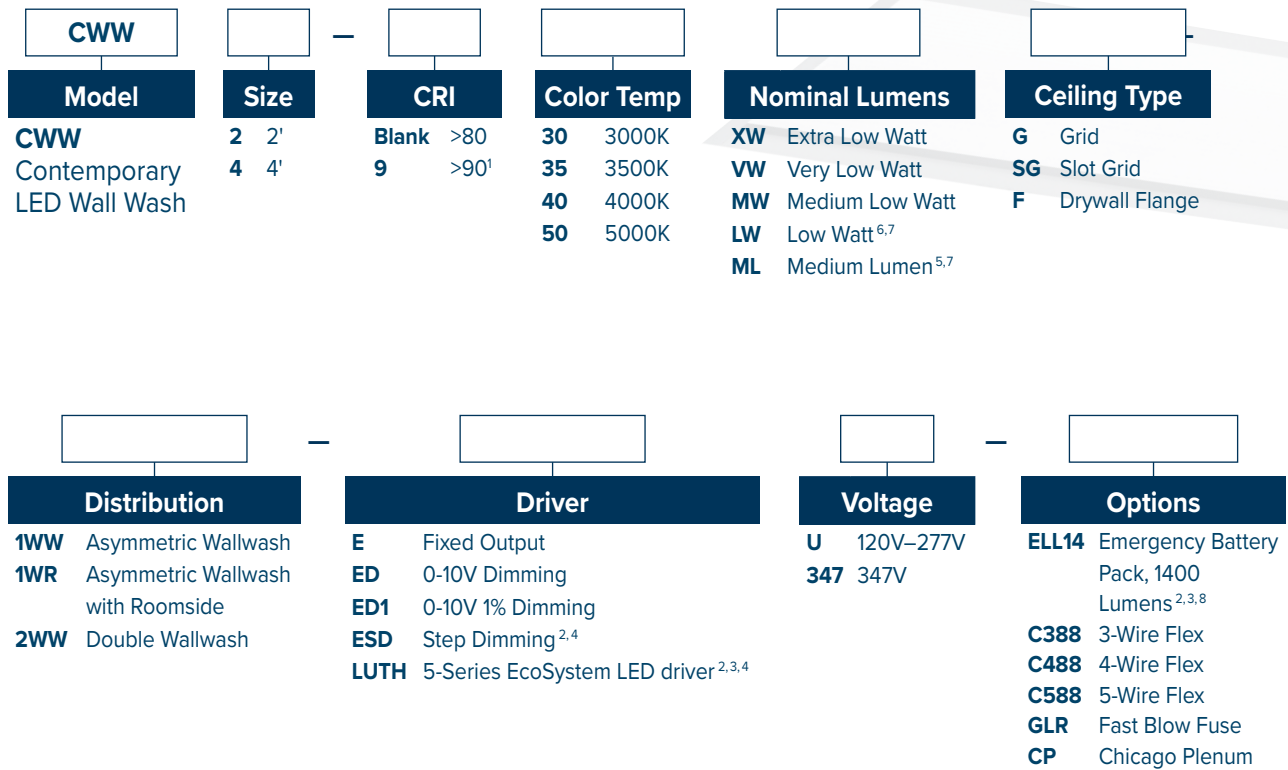 CWW — — -
Model Size CRI Color Temp Nominal Lumens Ceiling Type
CWW
Contemporary
LED Wall Wash
2 2'
4 4'
Blank >80
9 >90¹
30 3000K
35 3500K
40 4000K
50 5000K
XW Extra Low Watt
VW Very Low Watt
MW Medium Low Watt
LW Low Watt ⁶,⁷
ML Medium Lumen ⁵,⁷
G Grid
SG Slot Grid
F Drywall Flange
— —
Distribution Driver Voltage Options
1WW Asymmetric Wallwash
1WR Asymmetric Wallwash
with Roomside
2WW Double Wallwash
E Fixed Output
ED 0-10V Dimming
ED1 0-10V 1% Dimming
ESD Step Dimming ²,⁴
LUTH 5-Series EcoSystem LED driver ²,³,⁴
U 120V–277V
347 347V
ELL14 Emergency Battery
Pack, 1400
Lumens ²,³,⁸
C388 3-Wire Flex
C488 4-Wire Flex
C588 5-Wire Flex
GLR Fast Blow Fuse
CP Chicago Plenum